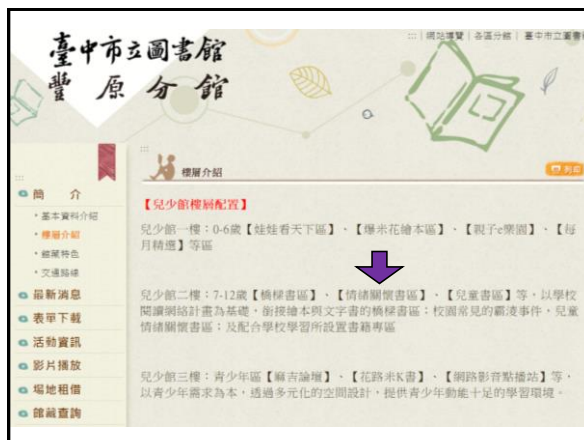 網站導覽 | 各區分館 | 臺中市立圖書
臺中市立圖書館
豐原分館
樓層介紹
列印
簡 介
・基本資料介紹
・樓層介紹
・館藏特色
・交通路線
最新消息
表單下載
活動資訊
影片播放
場地租借
館藏查詢
【兒少館樓層配置】
兒少館一樓：0-6歲【娃娃看天下區】、【爆米花繪本區】、【親子e樂園】、【每
月精選】等區
兒少館二樓：7-12歲【橋樑書區】、【情緒關懷書區】、【兒童書區】等，以學校
閱讀網絡計畫為基礎，銜接繪本與文字書的橋樑書區；校園常見的霸凌事件，兒童
情緒關懷書區；及配合學校學習所設置書籍專區
兒少館三樓：青少年區【麻吉論壇】、【花路米K書】、【網路影音點播站】等，
以青少年需求為本，透過多元化的空間設計，提供青少年動能十足的學習環境。